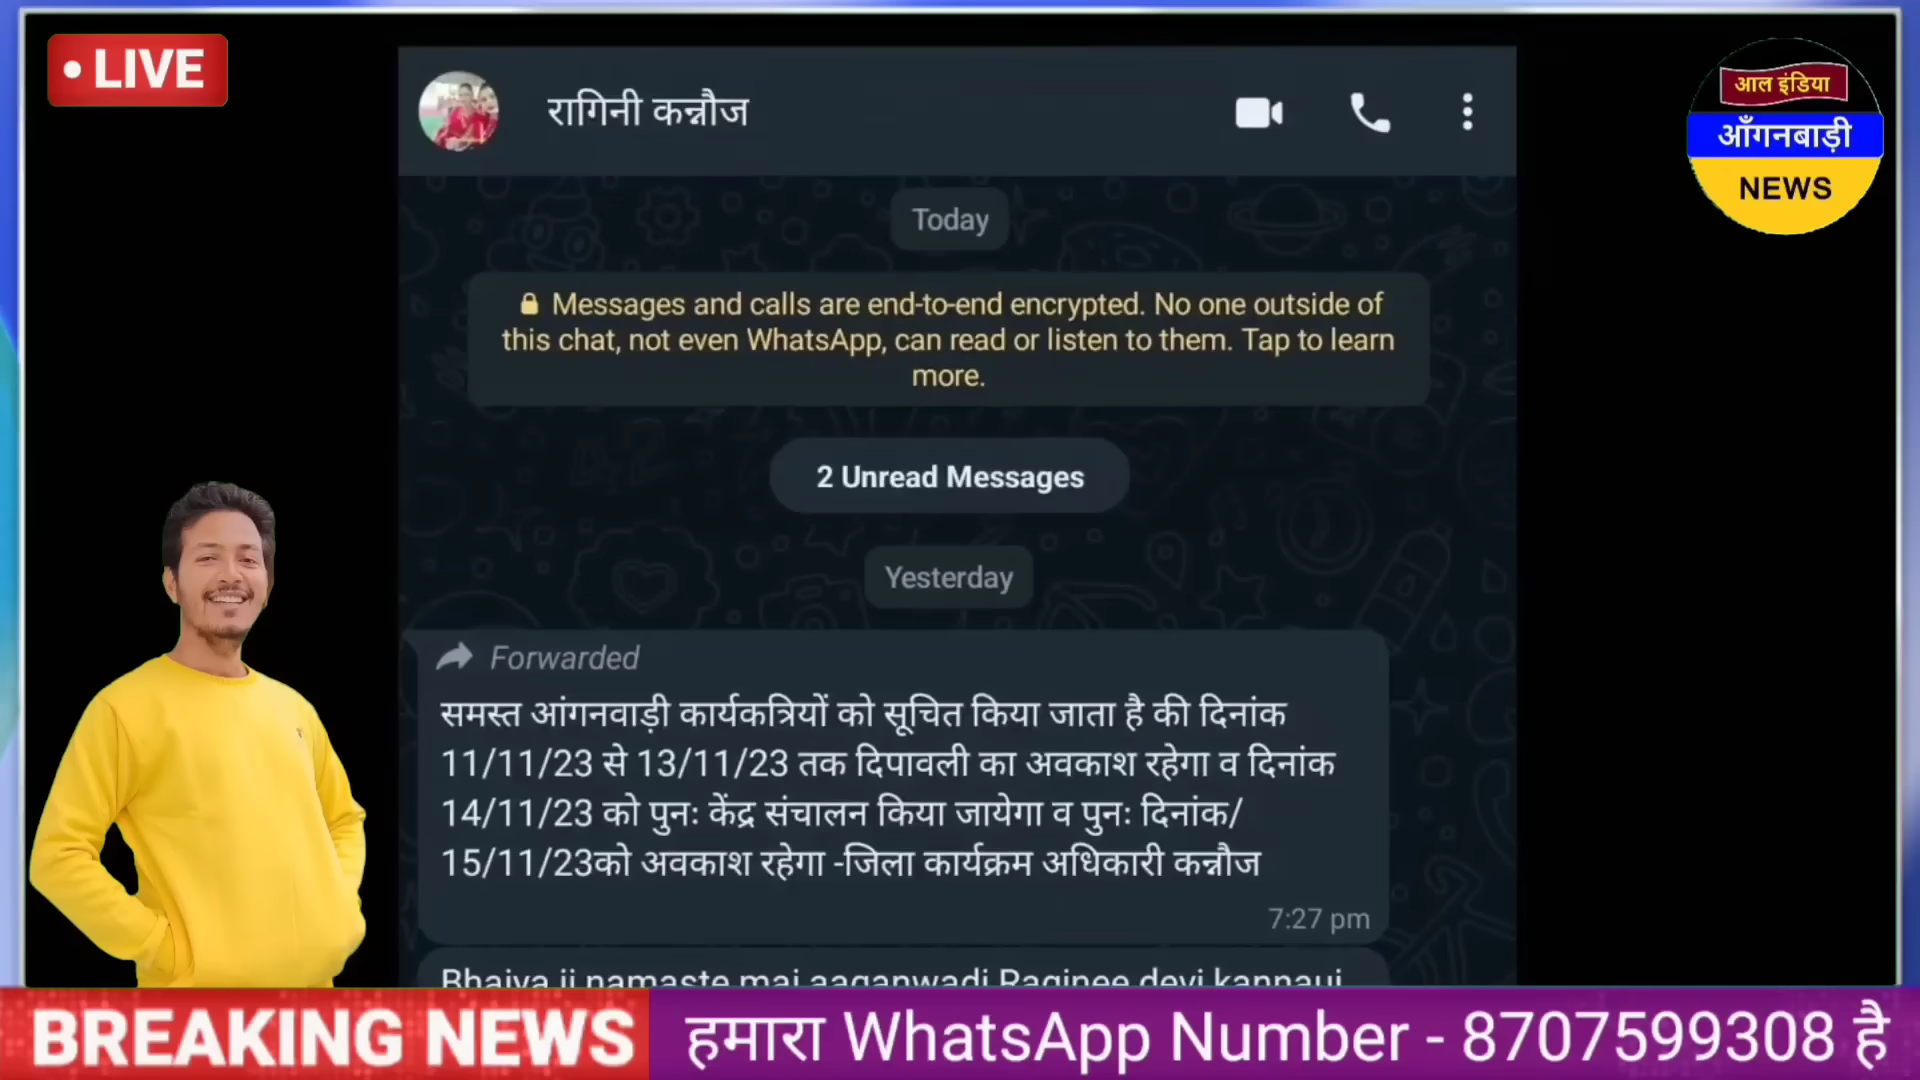 • LIVE
रागिनी कन्नौज
आल इंडिया
आँगनबाड़ी
NEWS
Today
Messages and calls are end-to-end encrypted. No one outside of
this chat, not even WhatsApp, can read or listen to them. Tap to learn
more.
2 Unread Messages
Yesterday
Forwarded
समस्त आंगनवाड़ी कार्यकत्रियों को सूचित किया जाता है की दिनांक
11/11/23 से 13/11/23 तक दिपावली का अवकाश रहेगा व दिनांक
14/11/23 को पुनः केंद्र संचालन किया जायेगा व पुनः दिनांक/
15/11/23को अवकाश रहेगा -जिला कार्यक्रम अधिकारी कन्नौज
7:27 pm
Bhaiya ji namaste mai aaganwadi Raginee devi kannauj
BREAKING NEWS
हमारा WhatsApp Number - 8707599308 है